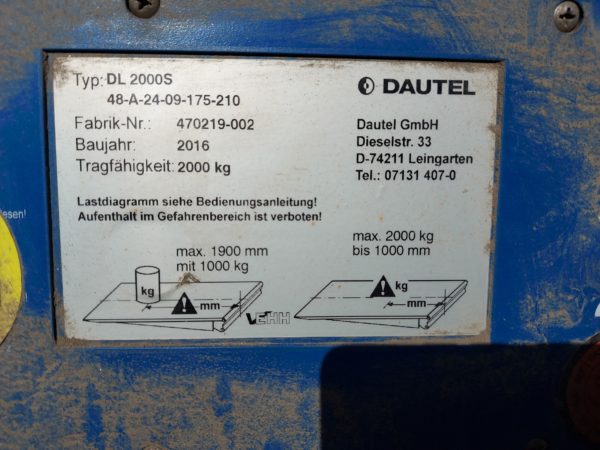 Typ: DL 2000S
48-A-24-09-175-210
Fabrik-Nr.: 470219-002
Baujahr: 2016
Tragfähigkeit: 2000 kg
DAUTEL
Dautel GmbH
Dieselstr. 33
D-74211 Leingarten
Tel.: 07131 407-0
Lastdiagramm siehe Bedienungsanleitung!
Aufenthalt im Gefahrenbereich ist verboten!
max. 1900 mm
mit 1000 kg
kg
mm
max. 2000 kg
bis 1000 mm
kg
mm
VEHH